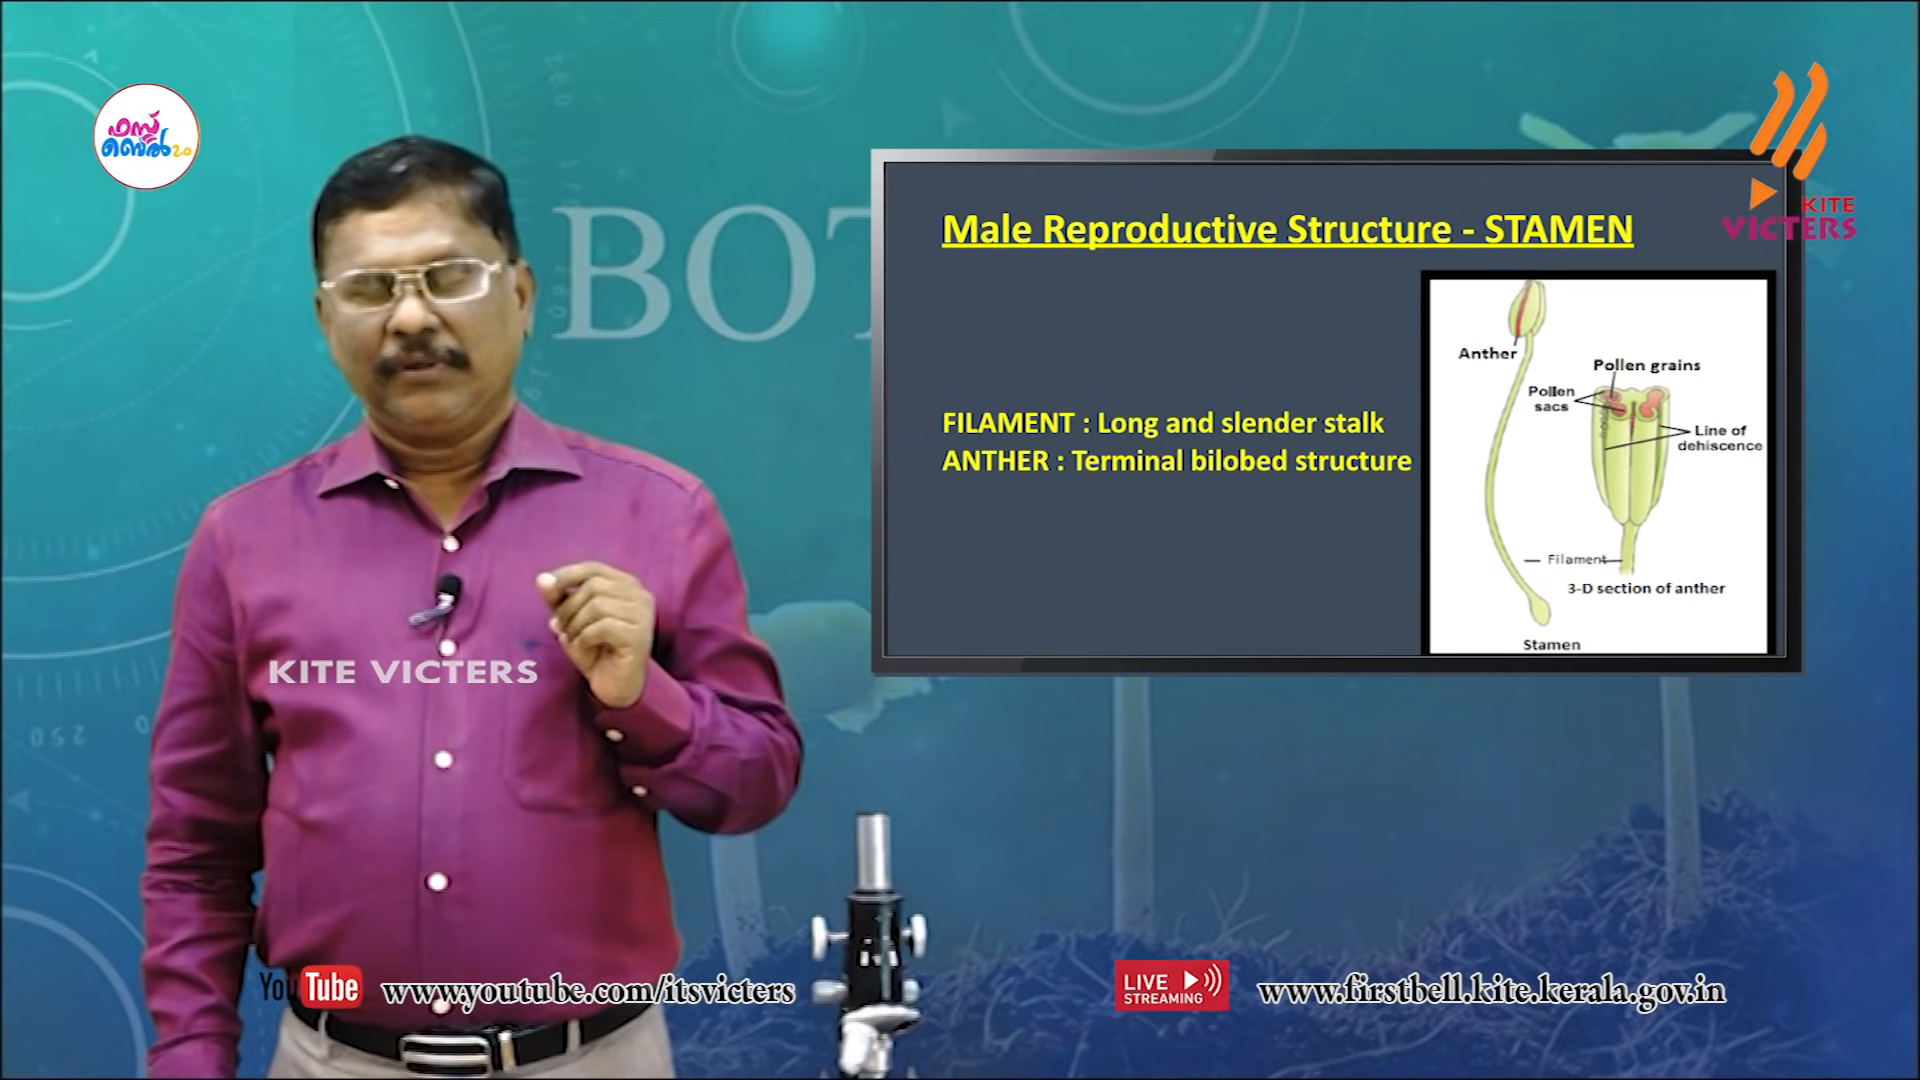 ഫസ്റ്റ്
ബെൽ 2.0
BOT
KITE
VICTERS
Male Reproductive Structure - STAMEN
FILAMENT : Long and slender stalk
ANTHER : Terminal bilobed structure
Anther
Pollen grains
Pollen
sacs
Line of
dehiscence
Filament
3-D section of anther
Stamen
KITE VICTERS
250
0
YouTube
www.youtube.com/itsvicters
LIVE
STREAMING
www.firstbell.kite.kerala.gov.in